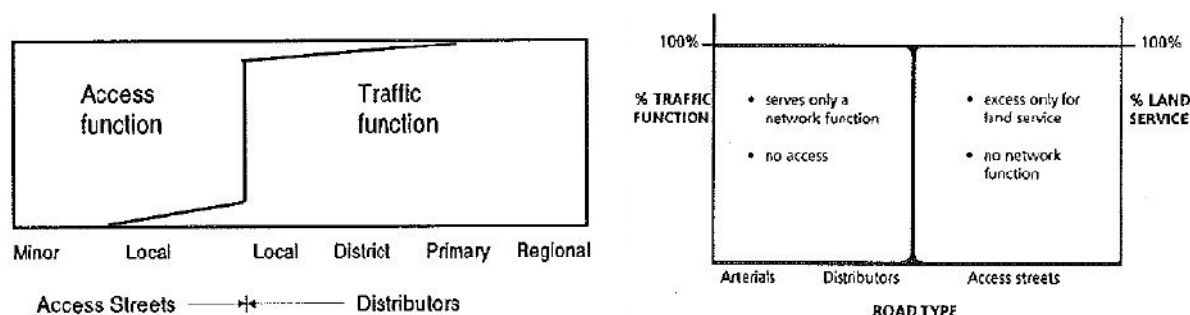 Access
function
Traffic
function
Minor
Local
Local
District
Primary
Regional
Access Streets
Distributors
100%
100%
% TRAFFIC
FUNCTION
• serves only a
network function
• no access
• excess only for
land service
• no network
function
% LAND
SERVICE
Arterials
Distributors
Access streets
ROAD TYPE